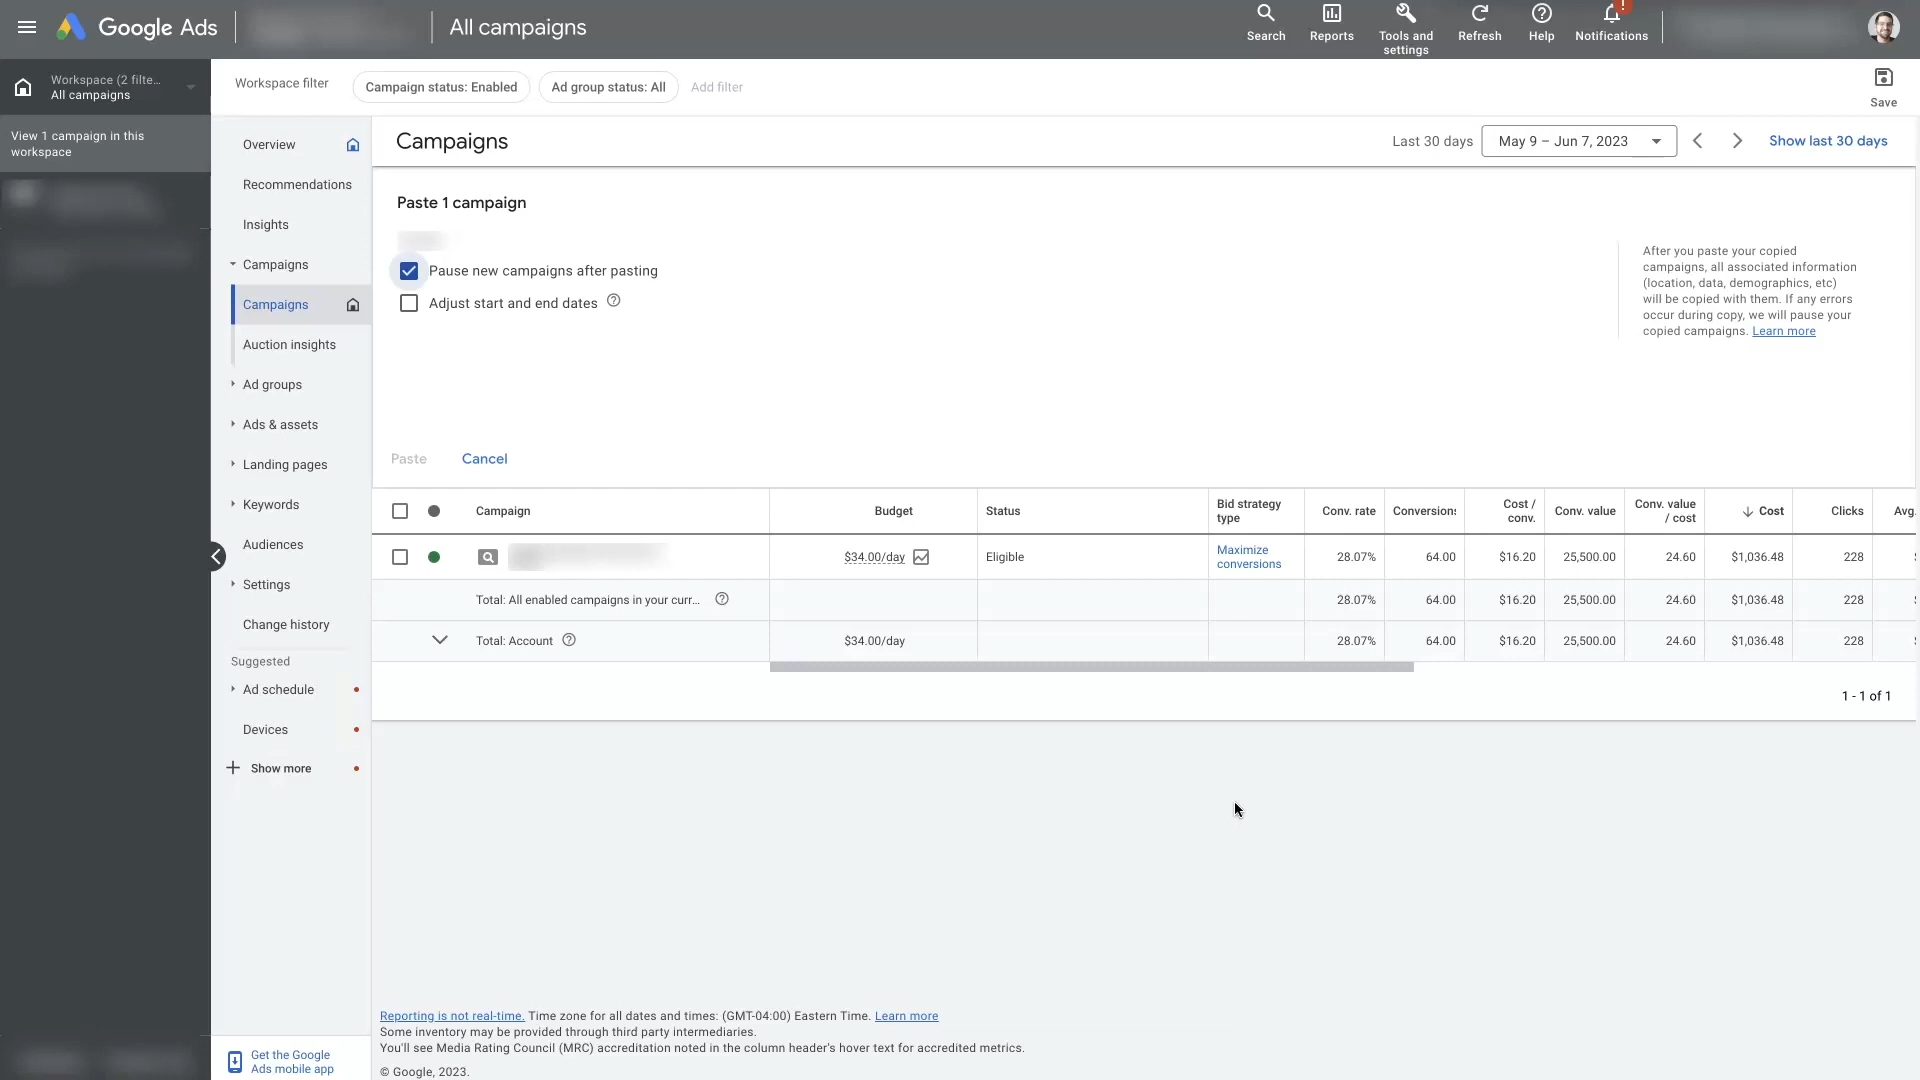 Google Ads
All campaigns
Search
Reports
Tools and
settings
Refresh
Help
Notifications
!
Workspace (2 filte...
All campaigns
View 1 campaign in this
workspace
Workspace filter
Campaign status: Enabled
Ad group status: All
Add filter
Save
Overview
Recommendations
Insights
Campaigns
Campaigns
Auction insights
Ad groups
Ads & assets
Landing pages
Keywords
Audiences
Settings
Change history
Suggested
Ad schedule
Devices
Show more
Get the Google
Ads mobile app
Campaigns
Last 30 days
May 9 – Jun 7, 2023
Show last 30 days
Paste 1 campaign
Pause new campaigns after pasting
Adjust start and end dates
After you paste your copied
campaigns, all associated information
(location, data, demographics, etc)
will be copied with them. If any errors
occur during copy, we will pause your
copied campaigns. Learn more
Paste
Cancel
Campaign
Budget
Status
Bid strategy
type
Conv. rate
Conversions
Cost /
conv.
Conv. value
Conv. value
/ cost
Cost
Clicks
Avg.
$34.00/day
Eligible
Maximize
conversions
28.07%
64.00
$16.20
25,500.00
24.60
$1,036.48
228
Total: All enabled campaigns in your curr...
28.07%
64.00
$16.20
25,500.00
24.60
$1,036.48
228
Total: Account
$34.00/day
28.07%
64.00
$16.20
25,500.00
24.60
$1,036.48
228
1 - 1 of 1
Reporting is not real-time. Time zone for all dates and times: (GMT-04:00) Eastern Time. Learn more
Some inventory may be provided through third party intermediaries.
You'll see Media Rating Council (MRC) accreditation noted in the column header's hover text for accredited metrics.
© Google, 2023.